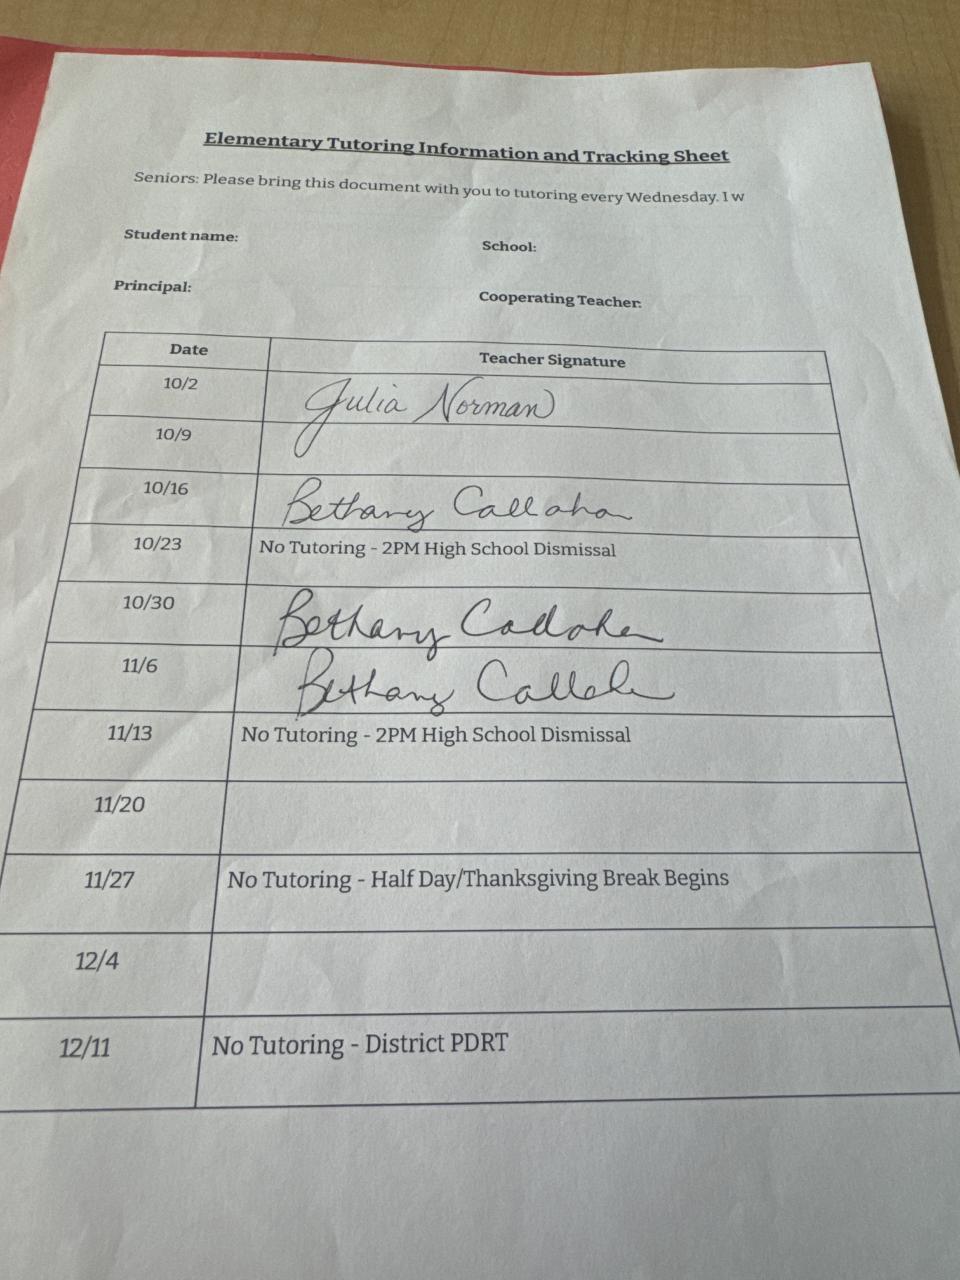 Elementary Tutoring Information and Tracking Sheet
Seniors: Please bring this document with you to tutoring every Wednesday. I w
Student name: School:
Principal: Cooperating Teacher:
Date Teacher Signature
10/2 Julia Norman
10/9
10/16 Bethany Callahan
10/23 No Tutoring - 2PM High School Dismissal
10/30 Bethany Callahan
11/6 Bethany Callahan
11/13 No Tutoring - 2PM High School Dismissal
11/20
11/27 No Tutoring - Half Day/Thanksgiving Break Begins
12/4
12/11 No Tutoring - District PDRT